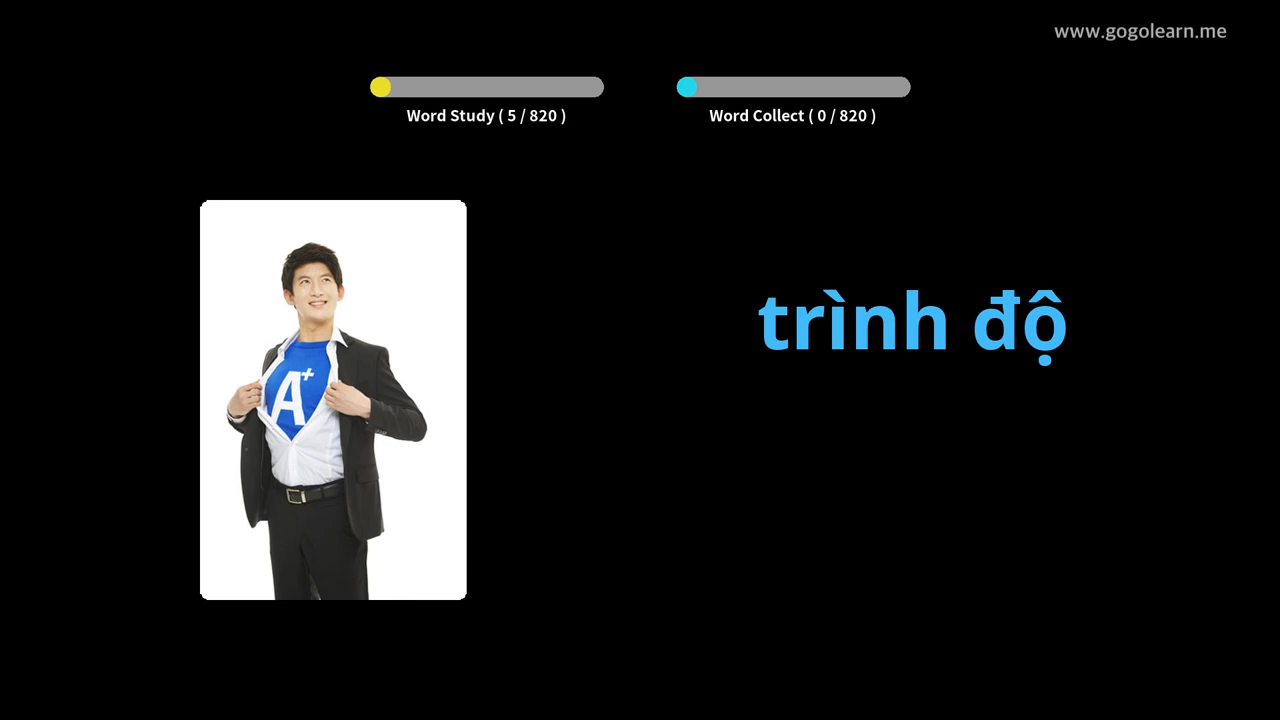 www.gogolearn.me
Word Study ( 5 / 820 )
Word Collect ( 0 / 820 )
A+
trình độ